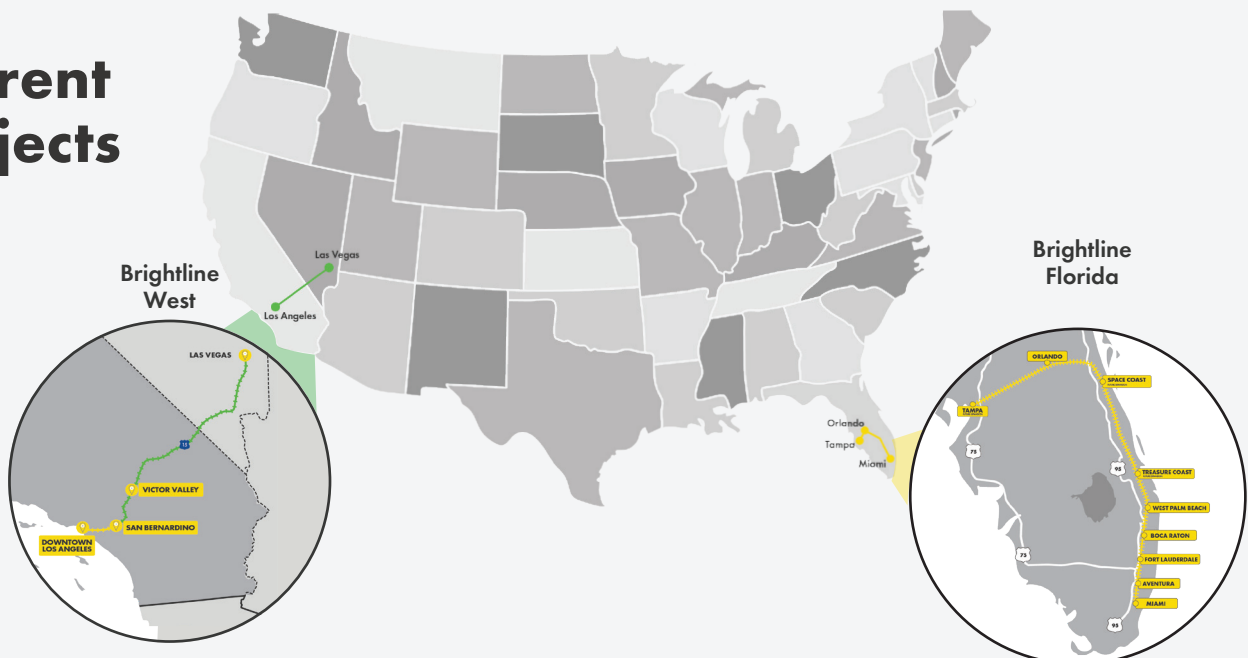 rent
jects
Brightline
West
Las Vegas
Los Angeles
LAS VEGAS
15
VICTOR VALLEY
SAN BERNARDINO
DOWNTOWN
LOS ANGELES
Orlando
Tampa
Miami
Brightline
Florida
ORLANDO
SPACE COAST
TAMPA
75
95
TREASURE COAST
WEST PALM BEACH
BOCA RATON
FORT LAUDERDALE
75
AVENTURA
MIAMI
95